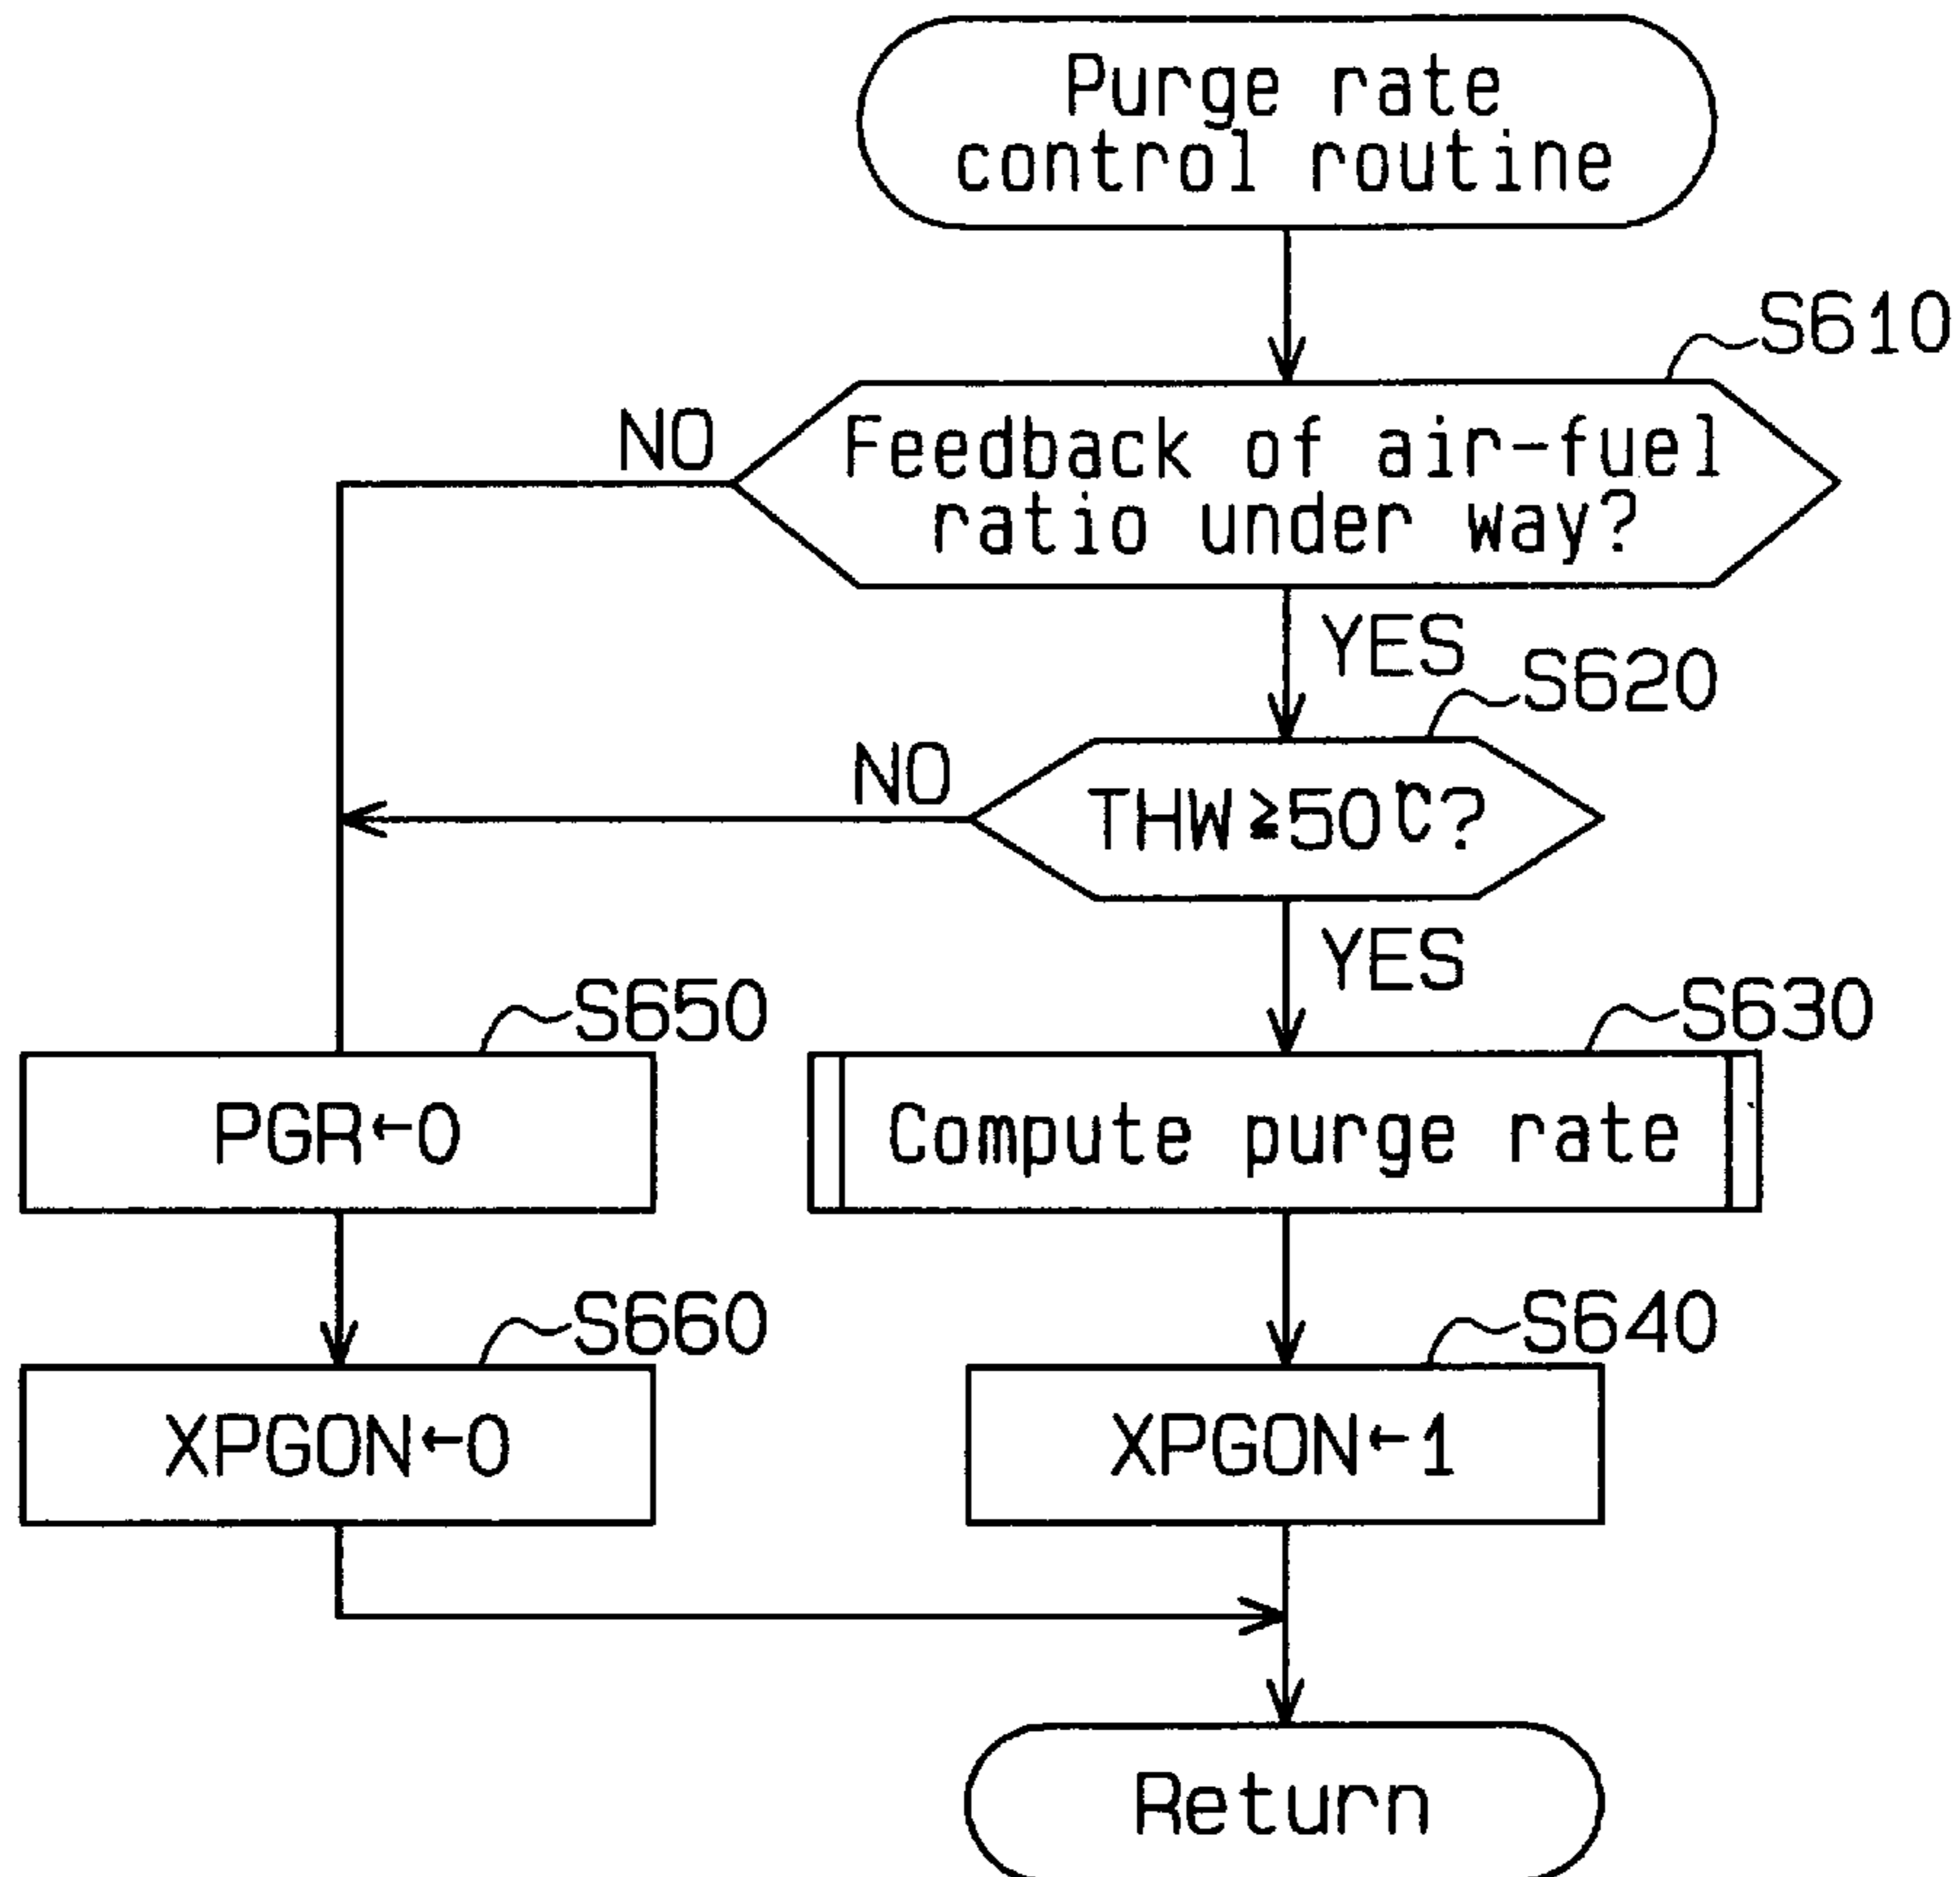 Purge rate
control routine
S610
NO
Feedback of air-fuel
ratio under way?
YES
S620
NO
THW≧50℃?
YES
S650
S630
PGR←0
Compute purge rate
S660
S640
XPGON←0
XPGON←1
Return